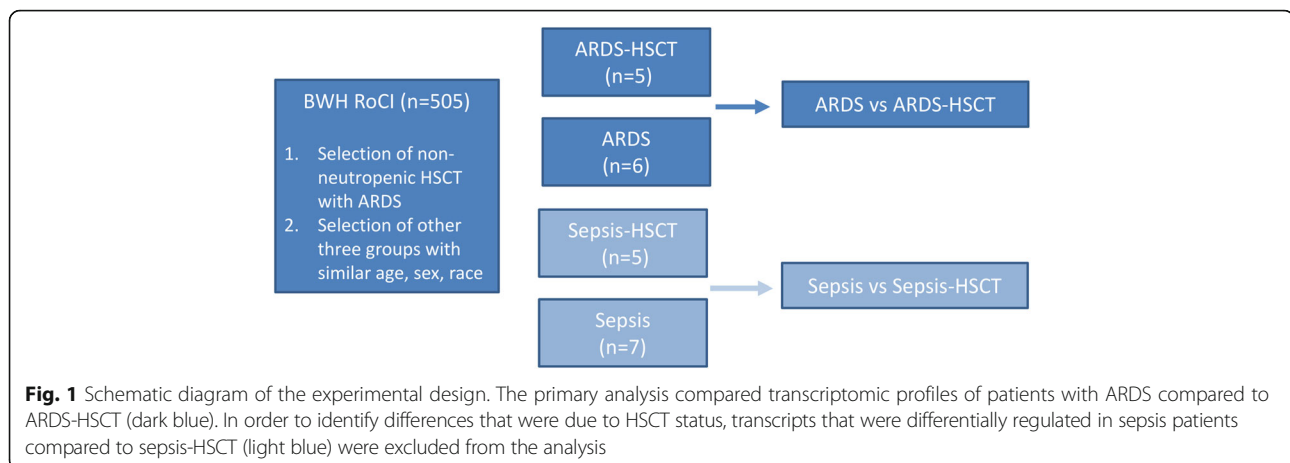 BWH RoCI (n=505)
1. Selection of non-
neutropenic HSCT
with ARDS
2. Selection of other
three groups with
similar age, sex, race
ARDS-HSCT
(n=5)
ARDS
(n=6)
Sepsis-HSCT
(n=5)
Sepsis
(n=7)
ARDS vs ARDS-HSCT
Sepsis vs Sepsis-HSCT
Fig. 1 Schematic diagram of the experimental design. The primary analysis compared transcriptomic profiles of patients with ARDS compared to
ARDS-HSCT (dark blue). In order to identify differences that were due to HSCT status, transcripts that were differentially regulated in sepsis patients
compared to sepsis-HSCT (light blue) were excluded from the analysis